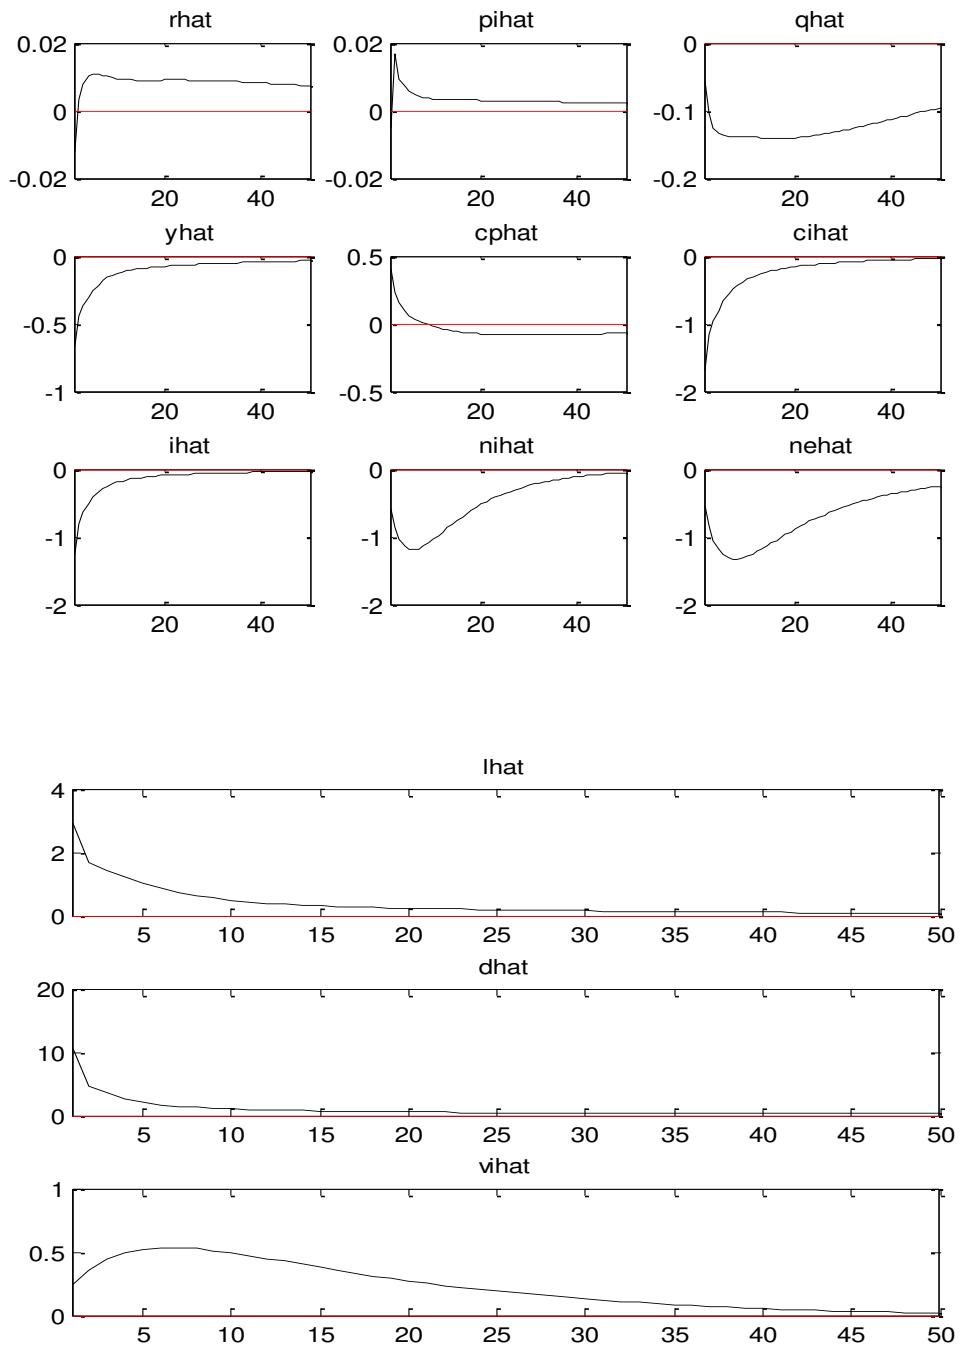 rhat pihat qhat
0.02 0.02 0
0 0 -0.1
-0.02 -0.02 -0.2
20 40 20 40 20 40
yhat cphat cihat
0 0.5 0
-0.5 0 -1
-1 -0.5 -2
20 40 20 40 20 40
ihat nihat nehat
0 0 0
-1 -1 -1
-2 -2 -2
20 40 20 40 20 40
lhat
4
2
0
5 10 15 20 25 30 35 40 45 50
dhat
20
10
0
5 10 15 20 25 30 35 40 45 50
vihat
1
0.5
0
5 10 15 20 25 30 35 40 45 50